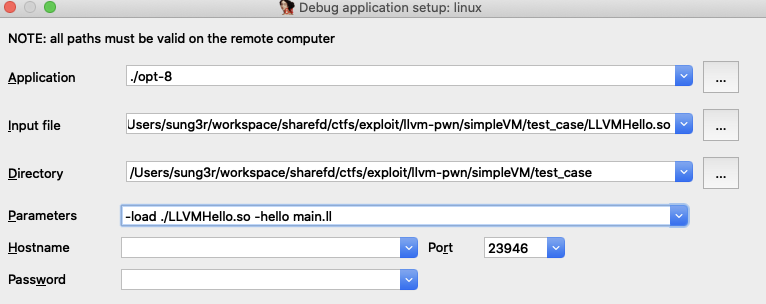 Debug application setup: linux
NOTE: all paths must be valid on the remote computer
Application ./opt-8 ...
Input file Users/sung3r/workspace/sharefd/ctfs/exploit/llvm-pwn/simpleVM/test_case/LLVMHello.so ...
Directory /Users/sung3r/workspace/sharefd/ctfs/exploit/llvm-pwn/simpleVM/test_case ...
Parameters -load ./LLVMHello.so -hello main.ll
Hostname Port 23946
Password